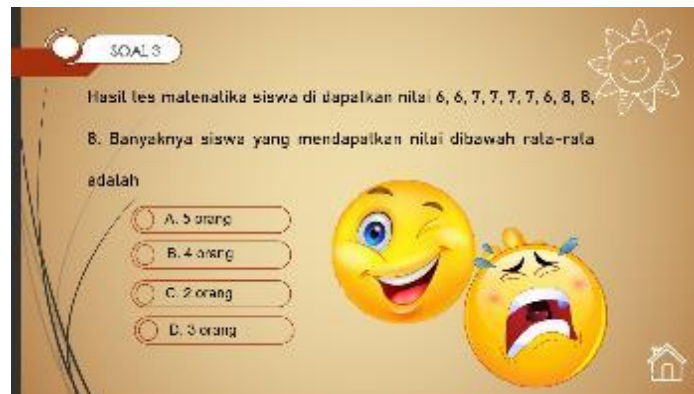 SOAL 3
Hasil tes matematika siswa di dapatkan nilai 6, 6, 7, 7, 7, 7, 6, 8, 8,
8. Banyaknya siswa yang mendapatkan nilai dibawah rata-rata
adalah
A. 5 orang
B. 4 orang
C. 2 orang
D. 3 orang